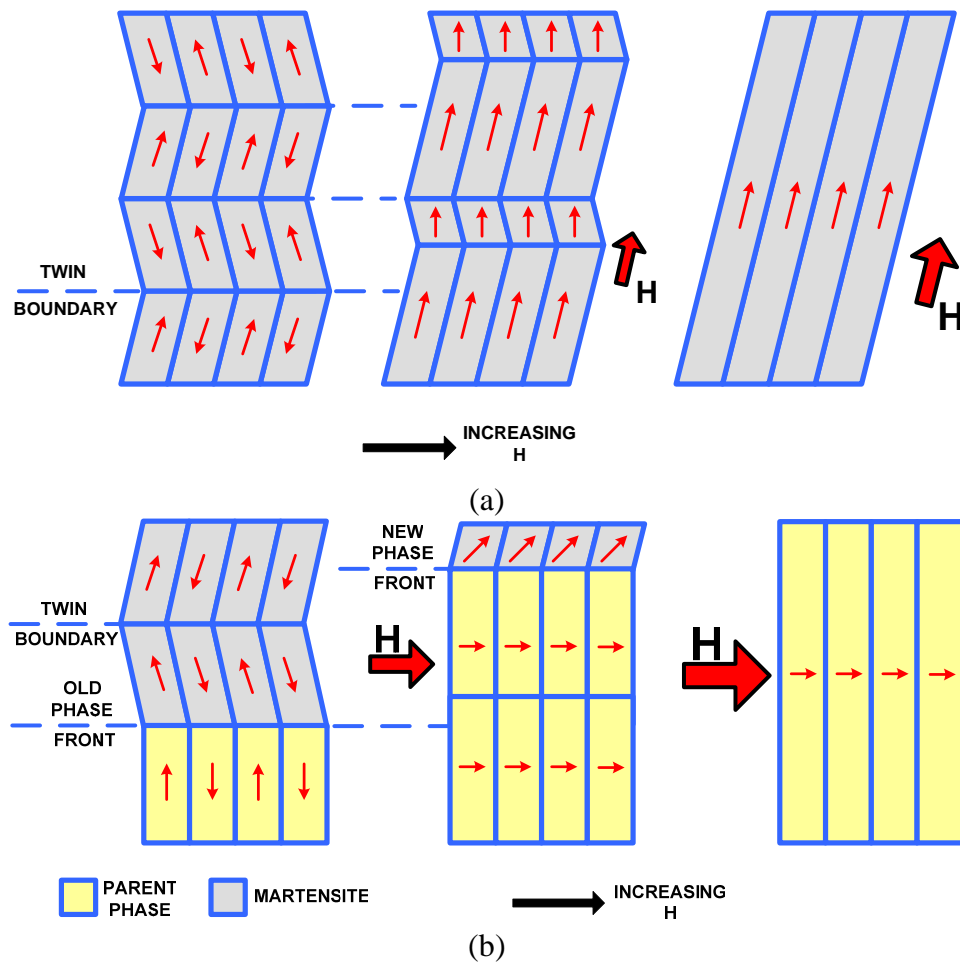 TWIN
BOUNDARY
H
H
INCREASING
H
(a)
NEW
PHASE
FRONT
TWIN
BOUNDARY
OLD
PHASE
FRONT
H
H
PARENT
PHASE
MARTENSITE
INCREASING
H
(b)